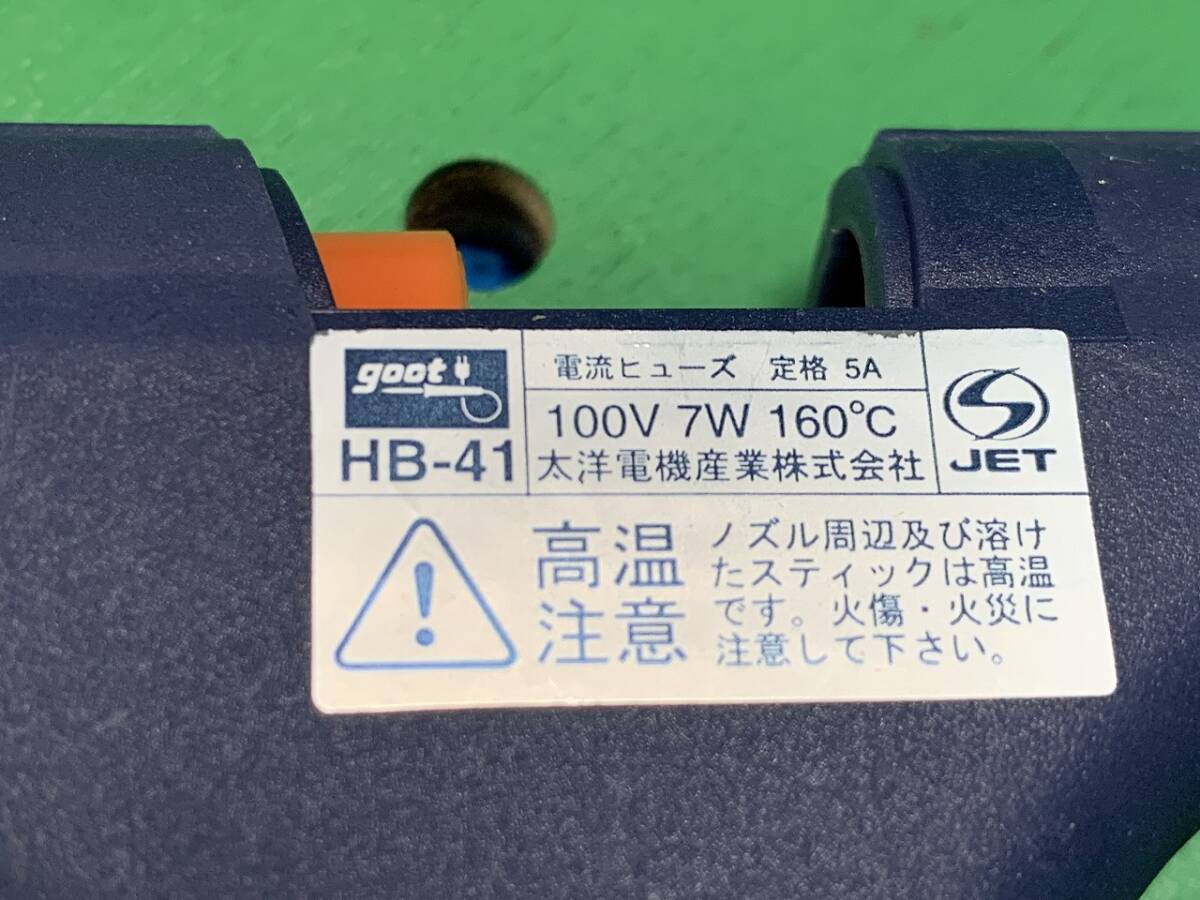 goot
HB-41
電流ヒューズ 定格 5A
100V 7W 160℃
太洋電機産業株式会社
JET
高温
注意
ノズル周辺及び溶け
たスティックは高温
です。火傷・火災に
注意して下さい。